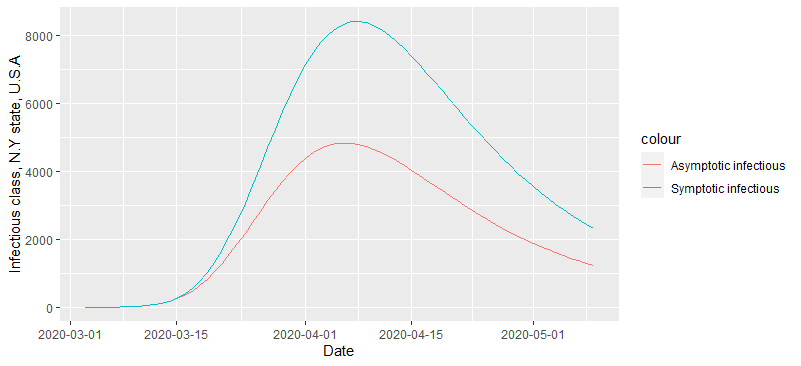 Infectious class, N.Y state, U.S.A
8000
6000
4000
2000
0
2020-03-01
2020-03-15
2020-04-01
2020-04-15
2020-05-01
Date
colour
Asymptotic infectious
Symptotic infectious